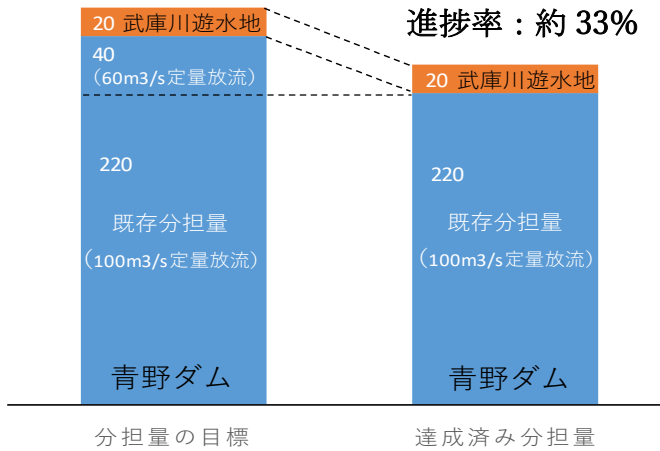 進捗率：約 33%
20 武庫川遊水地
40
（60m3/s定量放流）
220
既存分担量
（100m3/s定量放流）
青野ダム
分担量の目標
20 武庫川遊水地
220
既存分担量
（100m3/s定量放流）
青野ダム
達成済み分担量